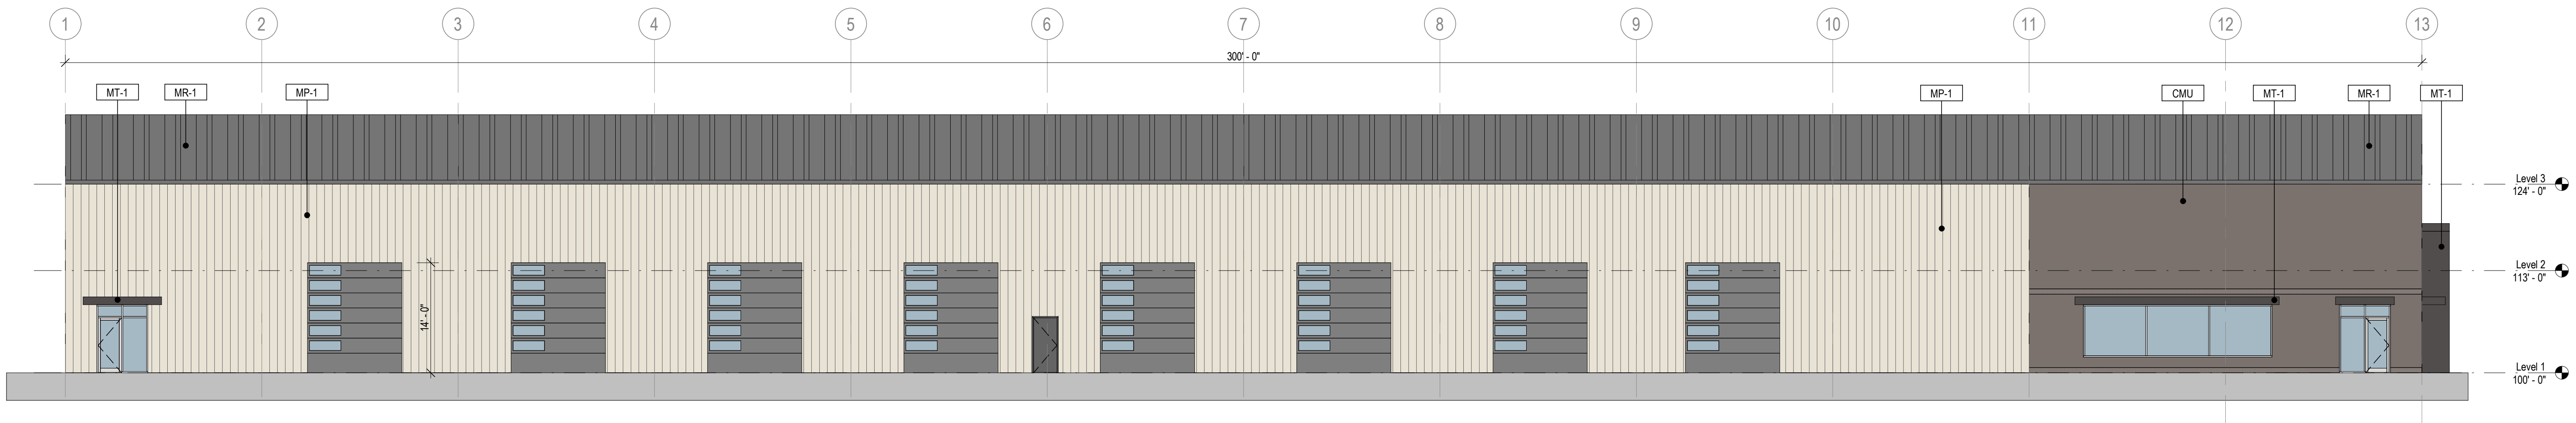 1 2 3 4 5 6 7 8 9 10 11 12 13
300' - 0"
MT-1 MR-1 MP-1 MP-1 CMU MT-1 MR-1 MT-1
Level 3
124' - 0"
Level 2
113' - 0"
14' - 0"
Level 1
100' - 0"